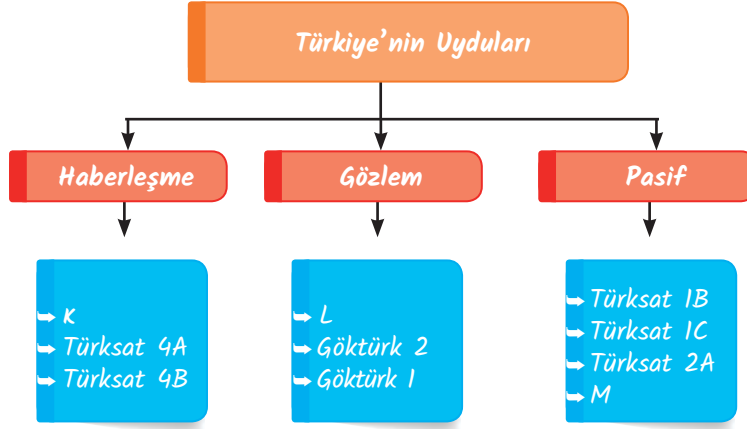 Türkiye'nin Uyduları
Haberleşme
Gözlem
Pasif
K
Türksat 4A
Türksat 4B
L
Göktürk 2
Göktürk 1
Türksat 1B
Türksat 1C
Türksat 2A
M